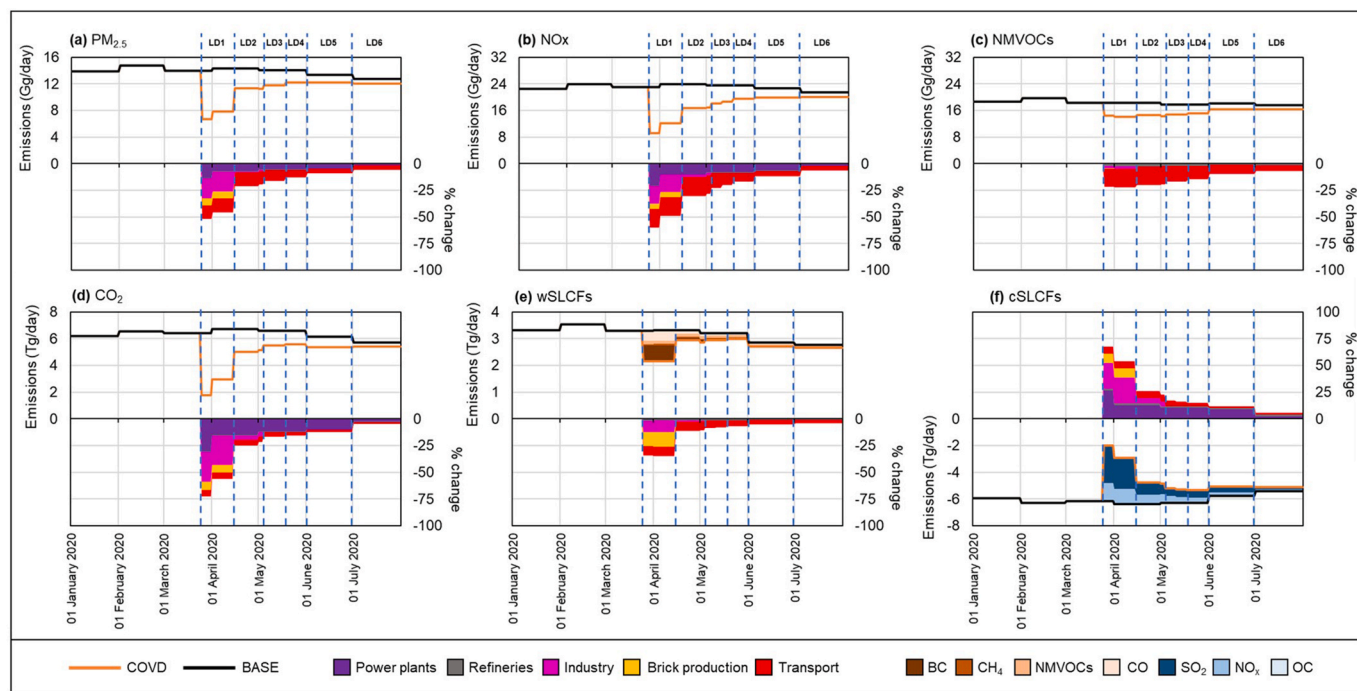 (a) PM2.5
LD1 LD2 LD3 LD4 LD5 LD6
Emissions (Gg/day)
16
12
8
4
0
0
-25
-50
-75
-100
% change
(b) NOx
LD1 LD2 LD3 LD4 LD5 LD6
Emissions (Gg/day)
32
24
16
8
0
0
-25
-50
-75
-100
% change
(c) NMVOCs
LD1 LD2 LD3 LD4 LD5 LD6
Emissions (Gg/day)
32
24
16
8
0
0
-25
-50
-75
-100
% change
(d) CO2
Emissions (Tg/day)
8
6
4
2
0
0
-25
-50
-75
-100
% change
01 January 2020
01 February 2020
01 March 2020
01 April 2020
01 May 2020
01 June 2020
01 July 2020
(e) wSLCFs
Emissions (Tg/day)
4
3
2
1
0
0
-25
-50
-75
-100
% change
01 January 2020
01 February 2020
01 March 2020
01 April 2020
01 May 2020
01 June 2020
01 July 2020
(f) cSLCFs
100
75
50
25
0
% change
0
-2
-4
-6
-8
Emissions (Tg/day)
01 January 2020
01 February 2020
01 March 2020
01 April 2020
01 May 2020
01 June 2020
01 July 2020
COVD BASE Power plants Refineries Industry Brick production Transport BC CH4 NMVOCs CO SO2 NOx OC